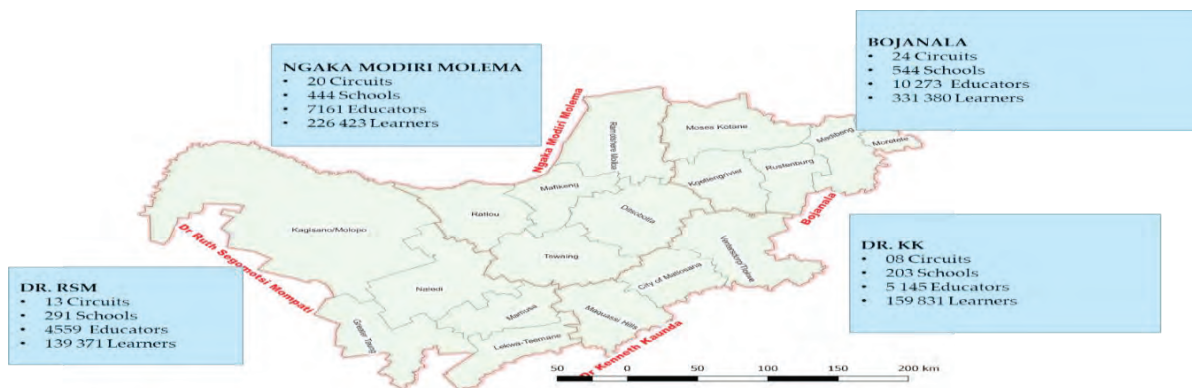 NGAKA MODIRI MOLEMA
• 20 Circuits
• 444 Schools
• 7161 Educators
• 226 423 Learners
BOJANALA
• 24 Circuits
• 544 Schools
• 10 273 Educators
• 331 380 Learners
DR. RSM
• 13 Circuits
• 291 Schools
• 4559 Educators
• 139 371 Learners
DR. KK
• 08 Circuits
• 203 Schools
• 5 145 Educators
• 159 831 Learners
Ngaka Modiri Molema
Ramotshere Moiloa
Moses Kotane
Madibeng
Moretele
Mafikeng
Kgetlengrivier
Rustenburg
Bojanala
Ratlou
Ditsobotla
Kagisano/Molopo
Dr Ruth Segomotsi Mompati
Tswaing
Ventersdorp/Tlokwe
City of Matlosana
Naledi
Mamusa
Maquassi Hills
Greater Taung
Lekwa-Teemane
Dr Kenneth Kaunda
50 0 50 100 150 200 km